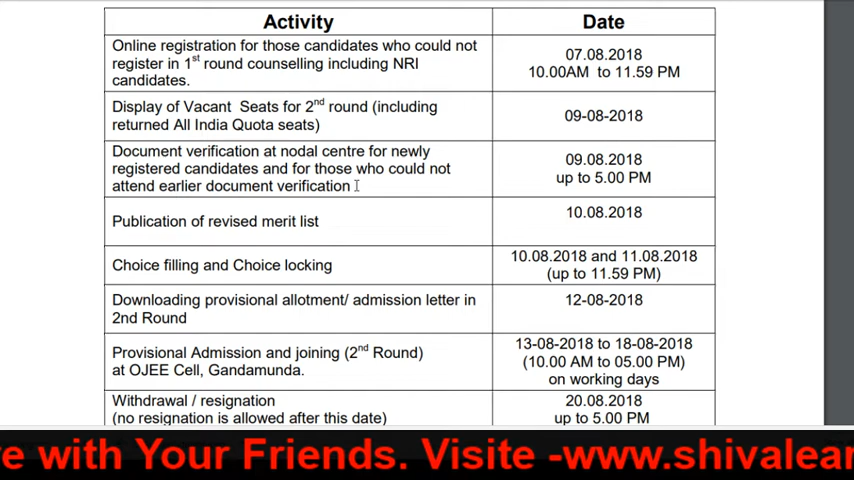 Activity Date
Online registration for those candidates who could not
register in 1st round counselling including NRI
candidates.
07.08.2018
10.00AM to 11.59 PM
Display of Vacant Seats for 2nd round (including
returned All India Quota seats)
09-08-2018
Document verification at nodal centre for newly
registered candidates and for those who could not
attend earlier document verification
09.08.2018
up to 5.00 PM
Publication of revised merit list
10.08.2018
Choice filling and Choice locking
10.08.2018 and 11.08.2018
(up to 11.59 PM)
Downloading provisional allotment/ admission letter in
2nd Round
12-08-2018
Provisional Admission and joining (2nd Round)
at OJEE Cell, Gandamunda.
13-08-2018 to 18-08-2018
(10.00 AM to 05.00 PM)
on working days
Withdrawal / resignation
(no resignation is allowed after this date)
20.08.2018
up to 5.00 PM
e with Your Friends. Visite -www.shivalear